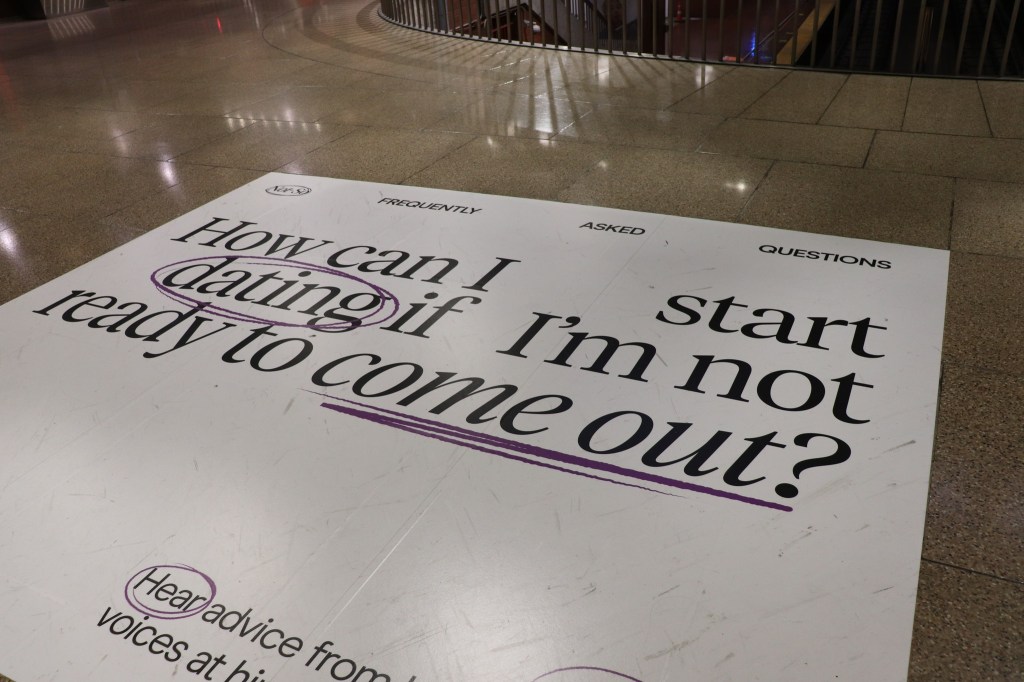 FREQUENTLY ASKED QUESTIONS
How can I start
dating if I'm not
ready to come out?
Hear advice from
voices at